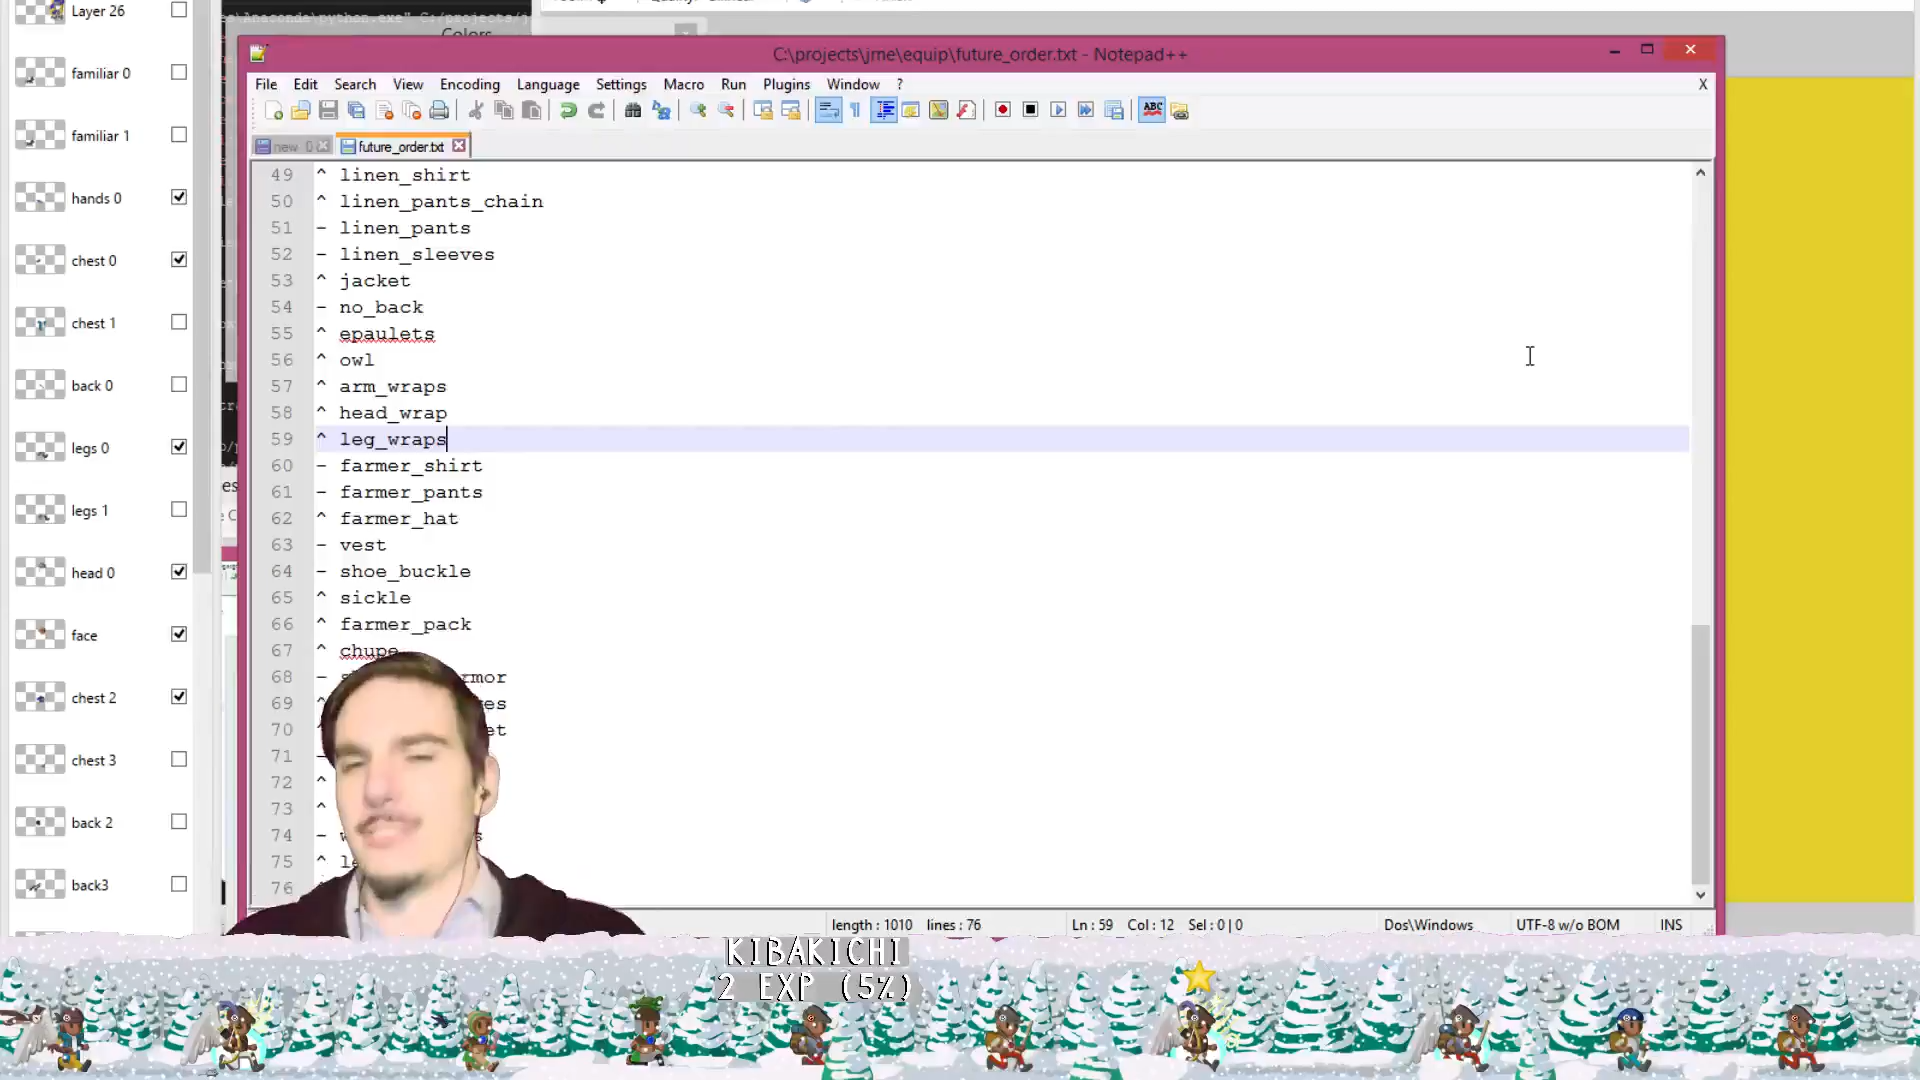 Layer 26
familiar 0
familiar 1
hands 0
chest 0
chest 1
back 0
legs 0
legs 1
head 0
face
chest 2
chest 3
back 2
back3
C:\projects\jrne\equip\future_order.txt - Notepad++
File Edit Search View Encoding Language Settings Macro Run Plugins Window ? X
new 0 future_order.txt
49 ^ linen_shirt
50 ^ linen_pants_chain
51 - linen_pants
52 - linen_sleeves
53 ^ jacket
54 - no_back
55 ^ epaulets
56 ^ owl
57 ^ arm_wraps
58 ^ head_wrap
59 ^ leg_wraps
60 - farmer_shirt
61 - farmer_pants
62 ^ farmer_hat
63 - vest
64 - shoe_buckle
65 ^ sickle
66 ^ farmer_pack
67 ^ chupe
68 -
69
70
71
72 ^
73 ^
74 -
75 ^
76
length : 1010 lines : 76 Ln : 59 Col : 12 Sel : 0 | 0 Dos\Windows UTF-8 w/o BOM INS
KIBAKICHI
2 EXP (5%)